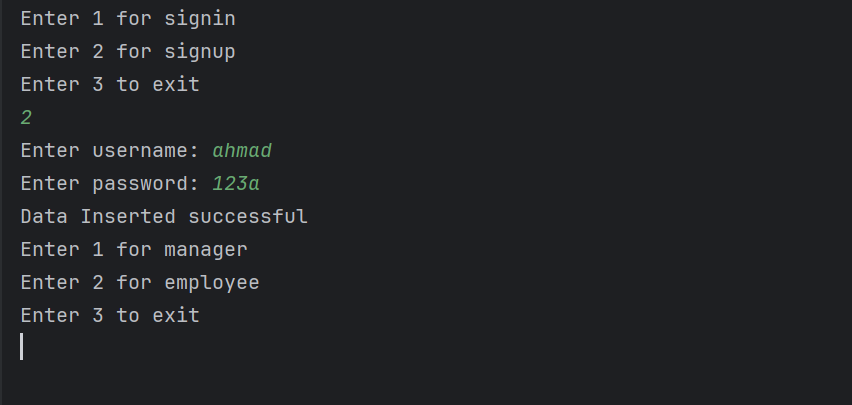 Enter 1 for signin
Enter 2 for signup
Enter 3 to exit
2
Enter username: ahmad
Enter password: 123a
Data Inserted successful
Enter 1 for manager
Enter 2 for employee
Enter 3 to exit